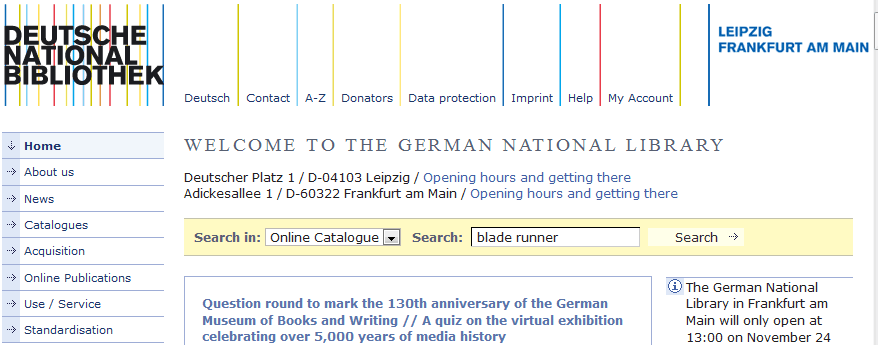 DEUTSCHE
NATIONAL
BIBLIOTHEK
LEIPZIG
FRANKFURT AM MAIN
Deutsch Contact A-Z Donators Data protection Imprint Help My Account
Home
About us
News
Catalogues
Acquisition
Online Publications
Use / Service
Standardisation
WELCOME TO THE GERMAN NATIONAL LIBRARY
Deutscher Platz 1 / D-04103 Leipzig / Opening hours and getting there
Adickesallee 1 / D-60322 Frankfurt am Main / Opening hours and getting there
Search in: Online Catalogue Search: blade runner Search
Question round to mark the 130th anniversary of the German
Museum of Books and Writing // A quiz on the virtual exhibition
celebrating over 5,000 years of media history
The German National
Library in Frankfurt am
Main will only open at
13:00 on November 24